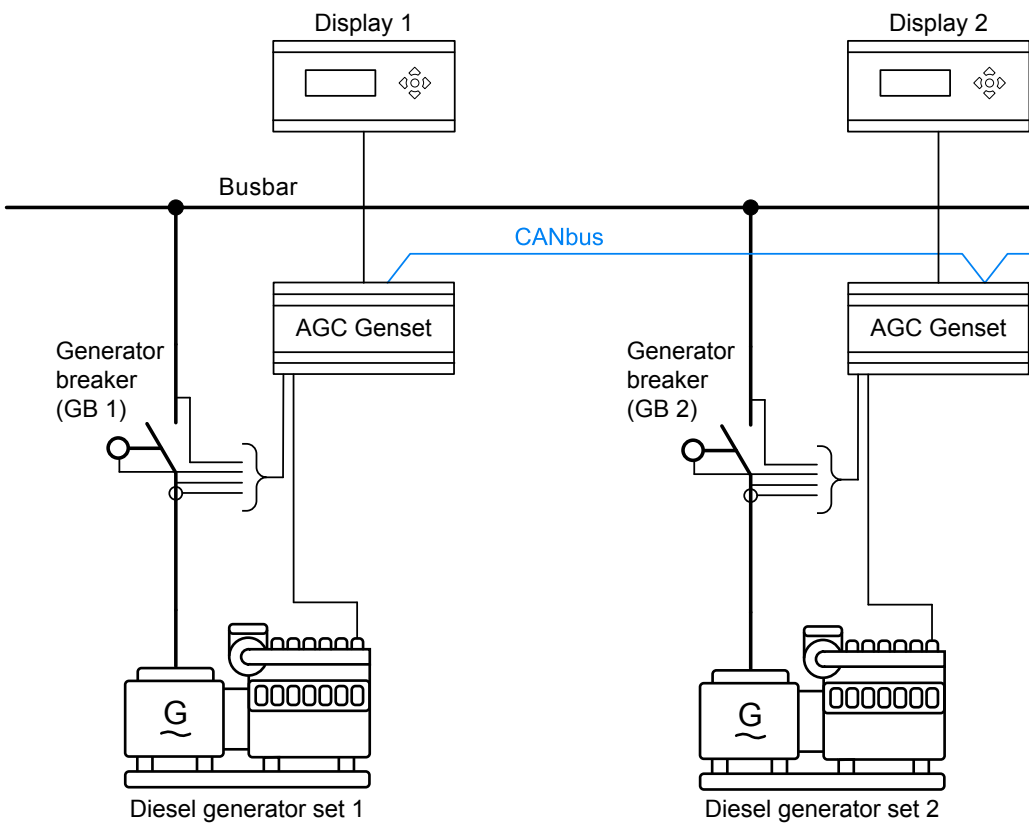 Display 1
Display 2
Busbar
CANbus
AGC Genset
AGC Genset
Generator
breaker
(GB 1)
Generator
breaker
(GB 2)
G
G
Diesel generator set 1
Diesel generator set 2